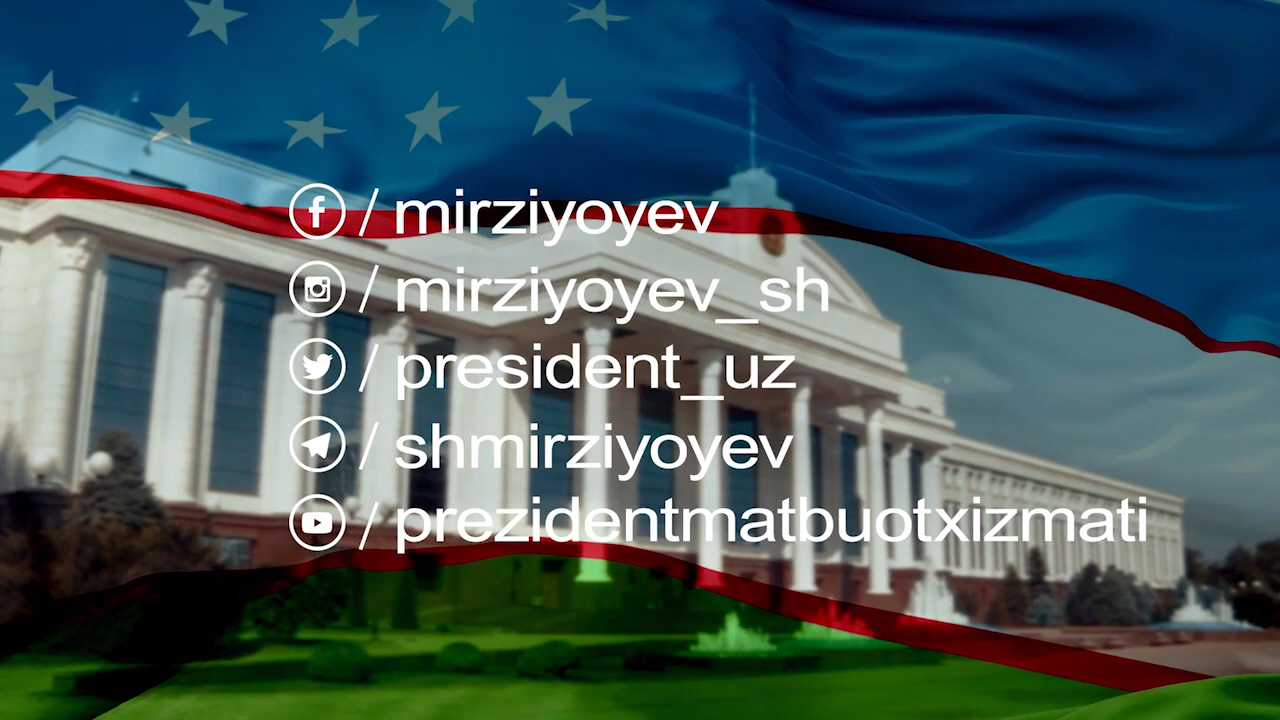 / mirziyoyev
/ mirziyoyev_sh
/ president_uz
/ shmirziyoyev
/ prezidentmatbuotxizmati